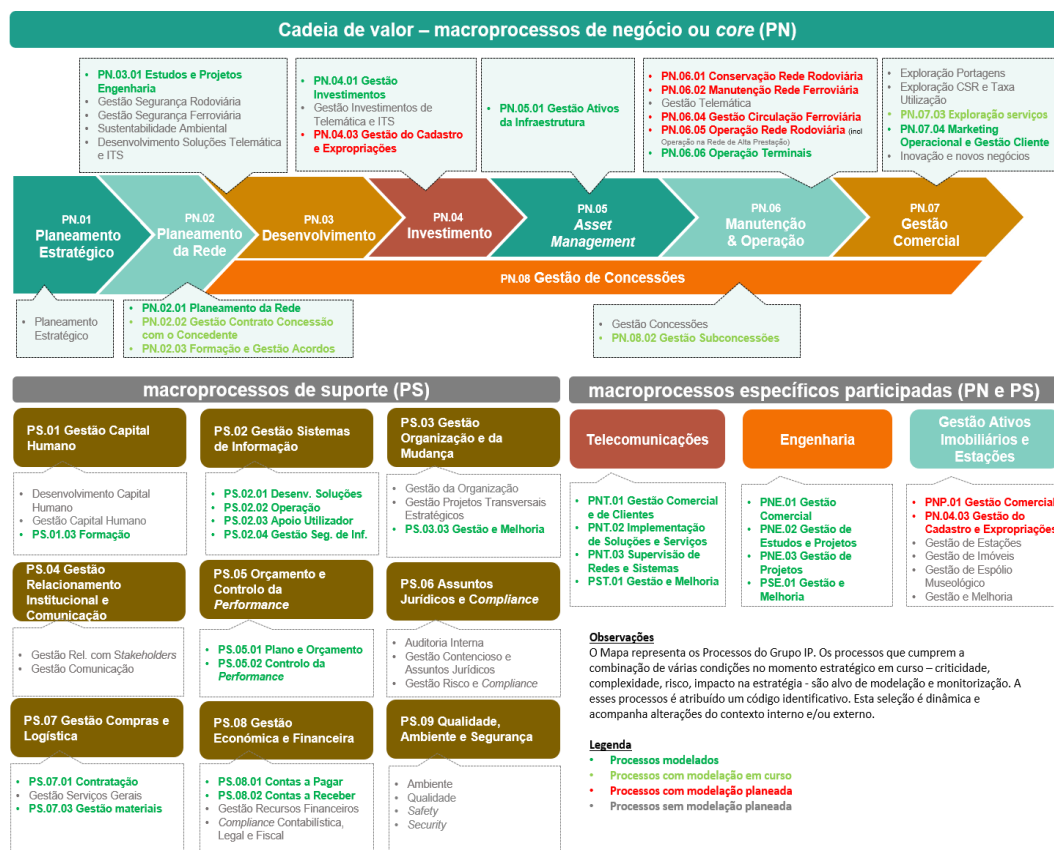 Cadeia de valor – macroprocessos de negócio ou core (PN)
• PN.03.01 Estudos e Projetos
Engenharia
• Gestão Segurança Rodoviária
• Gestão Segurança Ferroviária
• Sustentabilidade Ambiental
• Desenvolvimento Soluções Telemática
e ITS
• PN.04.01 Gestão
Investimentos
• Gestão Investimentos de
Telemática e ITS
• PN.04.03 Gestão do Cadastro
e Expropriações
• PN.05.01 Gestão Ativos
da Infraestrutura
• PN.06.01 Conservação Rede Rodoviária
• PN.06.02 Manutenção Rede Ferroviária
• Gestão Telemática
• PN.06.04 Gestão Circulação Ferroviária
• PN.06.05 Operação Rede Rodoviária (incl
Operação na Rede de Alta Prestação)
• PN.06.06 Operação Terminais
• Exploração Portagens
• Exploração CSR e Taxa
Utilização
• PN.07.03 Exploração serviços
• PN.07.04 Marketing
Operacional e Gestão Cliente
• Inovação e novos negócios
PN.01
Planeamento
Estratégico
PN.02
Planeamento
da Rede
PN.03
Desenvolvimento
PN.04
Investimento
PN.05
Asset
Management
PN.06
Manutenção
& Operação
PN.07
Gestão
Comercial
PN.08 Gestão de Concessões
• Planeamento
Estratégico
• PN.02.01 Planeamento da Rede
• PN.02.02 Gestão Contrato Concessão
com o Concedente
• PN.02.03 Formação e Gestão Acordos
• Gestão Concessões
• PN.08.02 Gestão Subconcessões
macroprocessos de suporte (PS)
PS.01 Gestão Capital
Humano
• Desenvolvimento Capital
Humano
• Gestão Capital Humano
• PS.01.03 Formação
PS.02 Gestão Sistemas
de Informação
• PS.02.01 Desenv. Soluções
• PS.02.02 Operação
• PS.02.03 Apoio Utilizador
• PS.02.04 Gestão Seg. de Inf.
PS.03 Gestão
Organização e da
Mudança
• Gestão da Organização
• Gestão Projetos Transversais
Estratégicos
• PS.03.03 Gestão e Melhoria
PS.04 Gestão
Relacionamento
Institucional e
Comunicação
• Gestão Rel. com Stakeholders
• Gestão Comunicação
PS.05 Orçamento e
Controlo da
Performance
• PS.05.01 Plano e Orçamento
• PS.05.02 Controlo da
Performance
PS.06 Assuntos
Jurídicos e Compliance
• Auditoria Interna
• Gestão Contencioso e
Assuntos Jurídicos
• Gestão Risco e Compliance
PS.07 Gestão Compras e
Logística
• PS.07.01 Contratação
• Gestão Serviços Gerais
• PS.07.03 Gestão materiais
PS.08 Gestão
Económica e Financeira
• PS.08.01 Contas a Pagar
• PS.08.02 Contas a Receber
• Gestão Recursos Financeiros
• Compliance Contabilística,
Legal e Fiscal
PS.09 Qualidade,
Ambiente e Segurança
• Ambiente
• Qualidade
• Safety
• Security
macroprocessos específicos participadas (PN e PS)
Telecomunicações
• PNT.01 Gestão Comercial
e de Clientes
• PNT.02 Implementação
de Soluções e Serviços
• PNT.03 Supervisão de
Redes e Sistemas
• PST.01 Gestão e Melhoria
Engenharia
• PNE.01 Gestão
Comercial
• PNE.02 Gestão de
Estudos e Projetos
• PNE.03 Gestão de
Projetos
• PSE.01 Gestão e
Melhoria
Gestão Ativos
Imobiliários e
Estações
• PNP.01 Gestão Comercial
• PN.04.03 Gestão do
Cadastro e Expropriações
• Gestão de Estações
• Gestão de Imóveis
• Gestão de Espólio
Museológico
• Gestão e Melhoria
Observações
O Mapa representa os Processos do Grupo IP. Os processos que cumprem a
combinação de várias condições no momento estratégico em curso – criticidade,
complexidade, risco, impacto na estratégia - são alvo de modelação e monitorização. A
esses processos é atribuído um código identificativo. Esta seleção é dinâmica e
acompanha alterações do contexto interno e/ou externo.
Legenda
• Processos modelados
• Processos com modelação em curso
• Processos com modelação planeada
• Processos sem modelação planeada